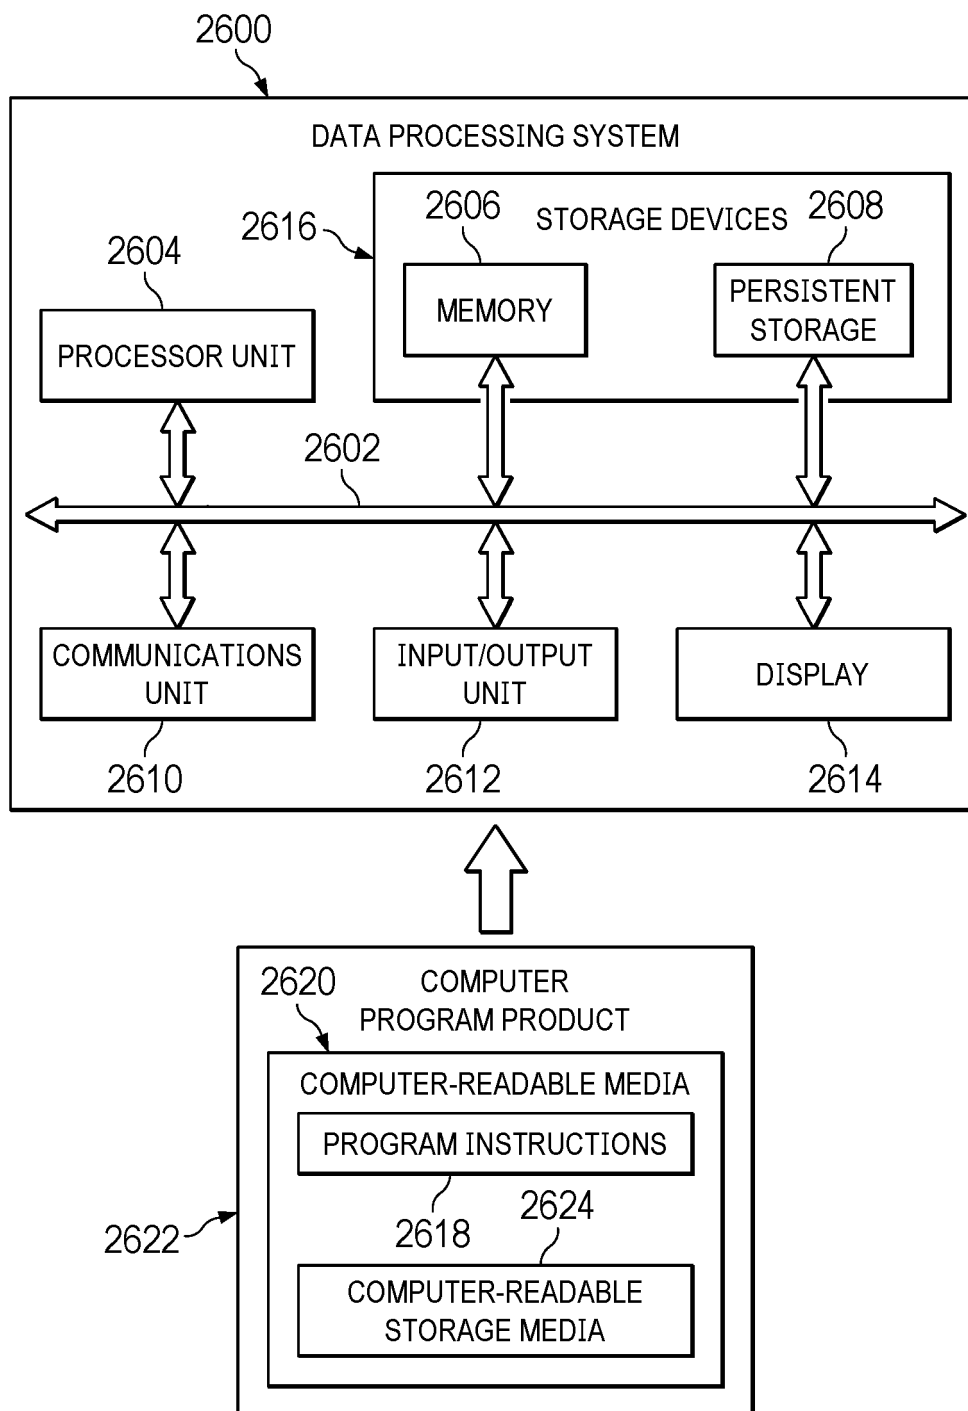 2600
DATA PROCESSING SYSTEM
2616
2606
STORAGE DEVICES
2608
2604
MEMORY
PERSISTENT
STORAGE
PROCESSOR UNIT
2602
COMMUNICATIONS
UNIT
INPUT/OUTPUT
UNIT
DISPLAY
2610
2612
2614
2620
COMPUTER
PROGRAM PRODUCT
COMPUTER-READABLE MEDIA
PROGRAM INSTRUCTIONS
2618
2624
2622
COMPUTER-READABLE
STORAGE MEDIA